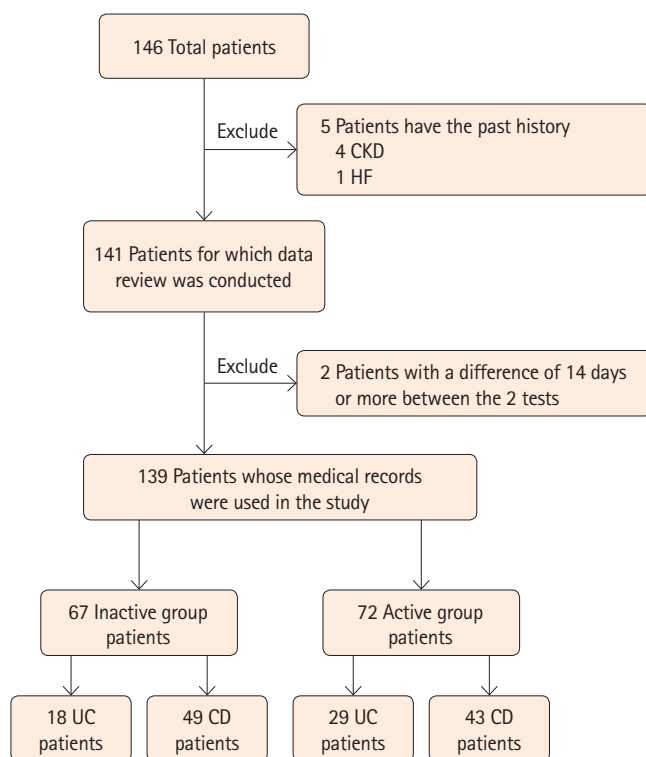 146 Total patients
Exclude
5 Patients have the past history
4 CKD
1 HF
141 Patients for which data
review was conducted
Exclude
2 Patients with a difference of 14 days
or more between the 2 tests
139 Patients whose medical records
were used in the study
67 Inactive group
patients
72 Active group
patients
18 UC
patients
49 CD
patients
29 UC
patients
43 CD
patients